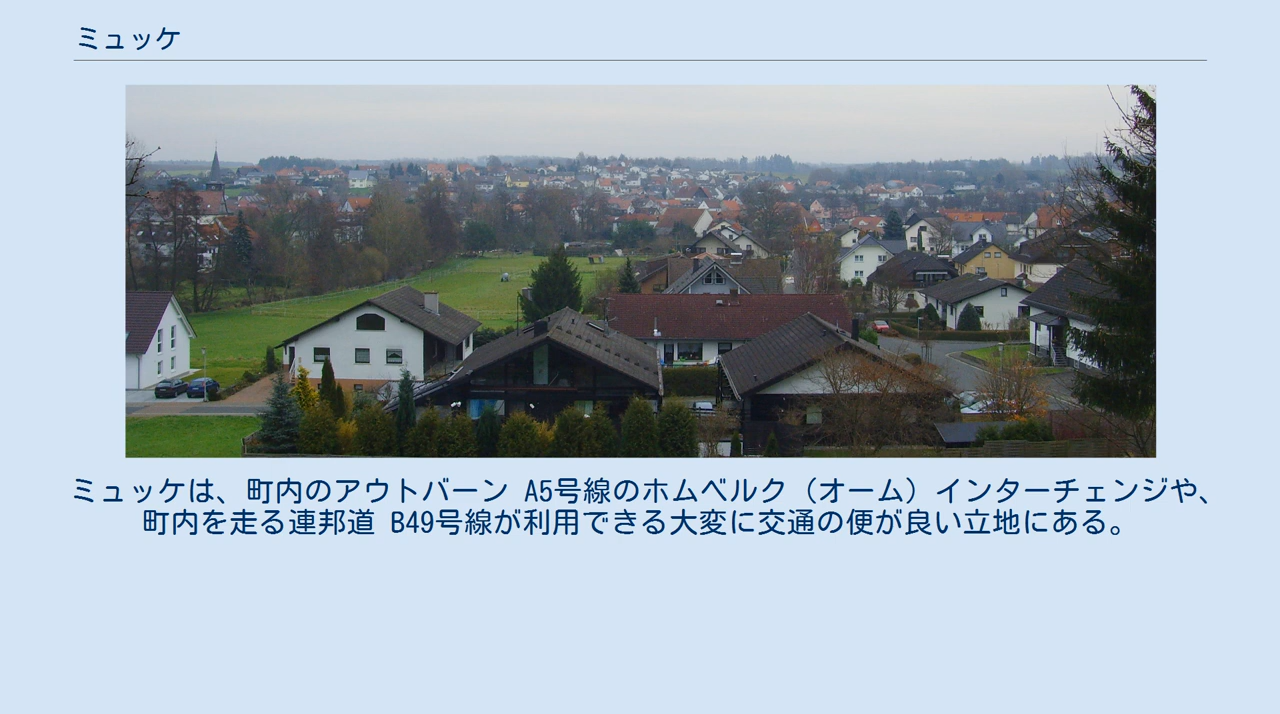 ミュッケ
ミュッケは、町内のアウトバーン A5号線のホムベルク（オーム）インターチェンジや、
町内を走る連邦道 B49号線が利用できる大変に交通の便が良い立地にある。